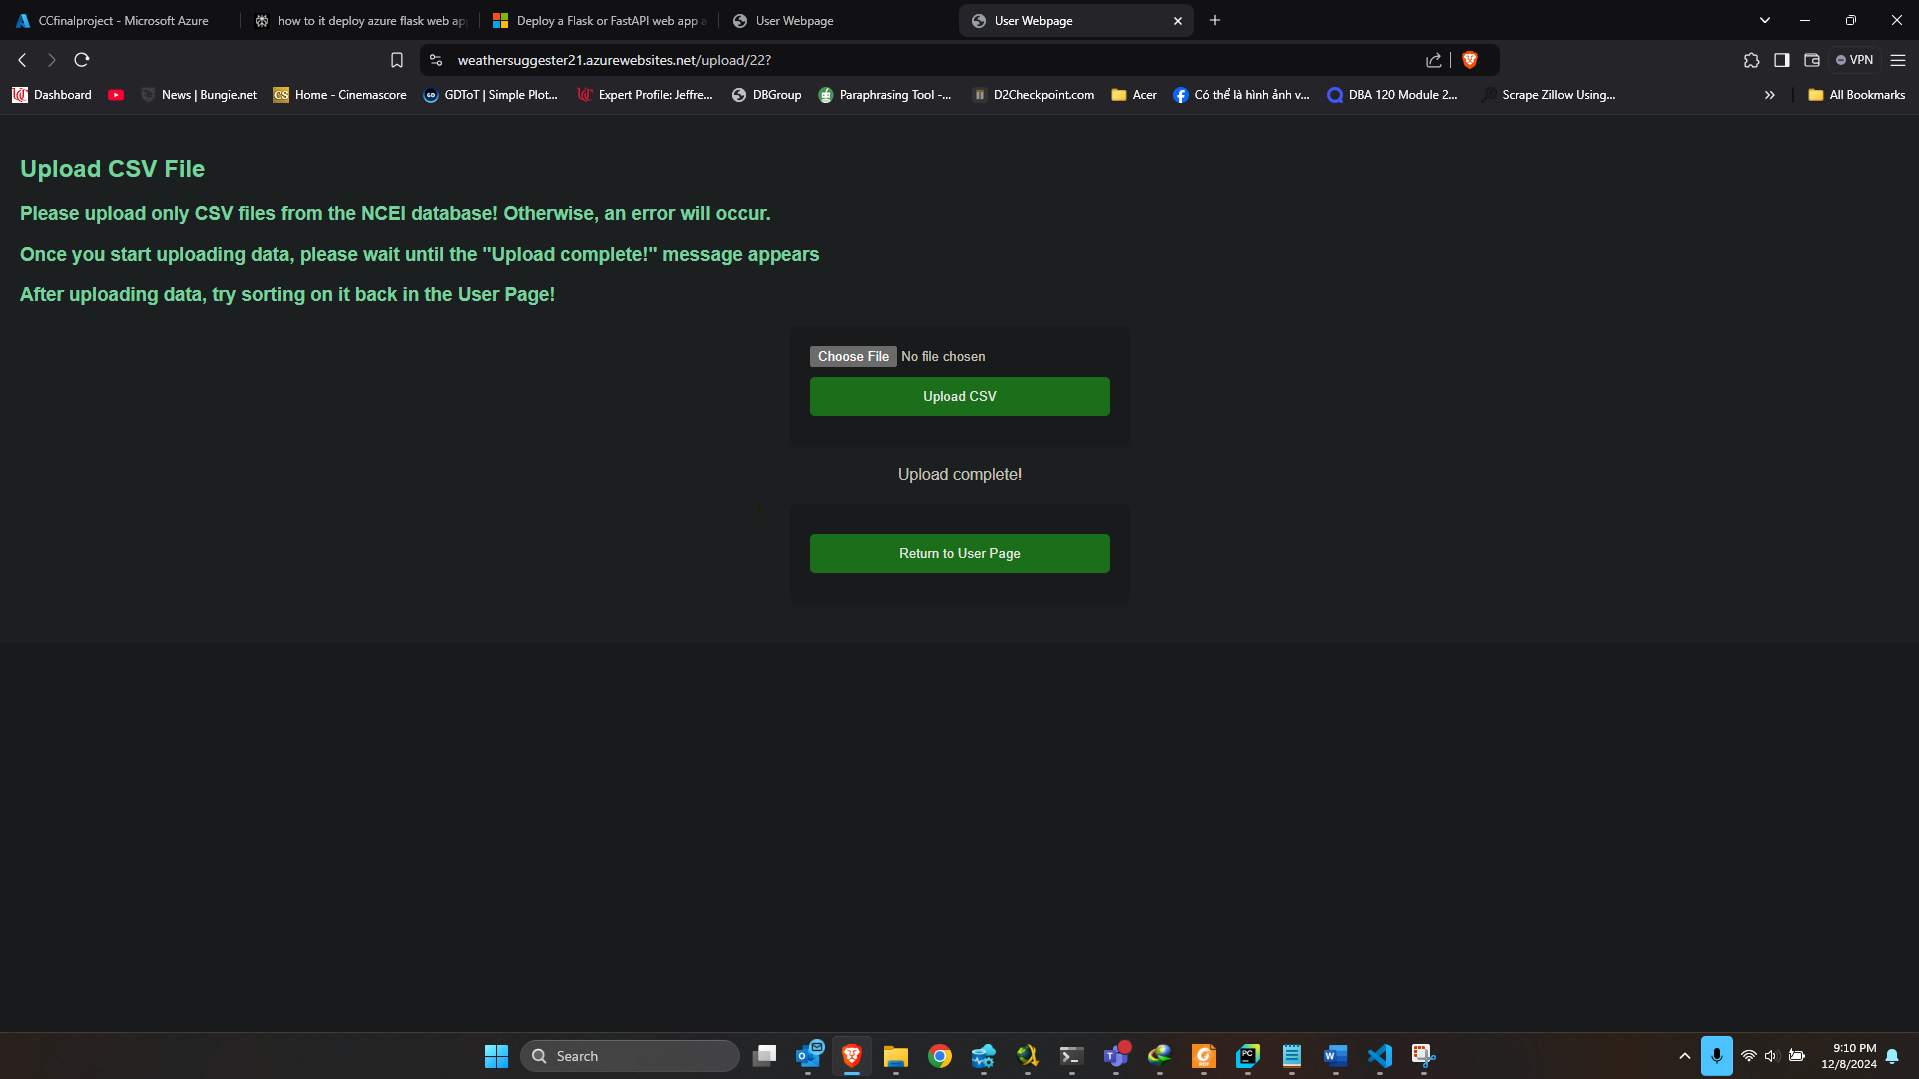 CCfinalproject - Microsoft Azure
how to it deploy azure flask web app
Deploy a Flask or FastAPI web app a
User Webpage
User Webpage
weathersuggester21.azurewebsites.net/upload/22?
VPN
Dashboard
News | Bungie.net
CS
Home - Cinemascore
GD
GDToT | Simple Plot...
Expert Profile: Jeffre...
DBGroup
Paraphrasing Tool -...
D2Checkpoint.com
Acer
Có thể là hình ảnh v...
DBA 120 Module 2...
Scrape Zillow Using...
All Bookmarks
Upload CSV File
Please upload only CSV files from the NCEI database! Otherwise, an error will occur.
Once you start uploading data, please wait until the "Upload complete!" message appears
After uploading data, try sorting on it back in the User Page!
Choose File No file chosen
Upload CSV
Upload complete!
Return to User Page
Search
9:10 PM
12/8/2024